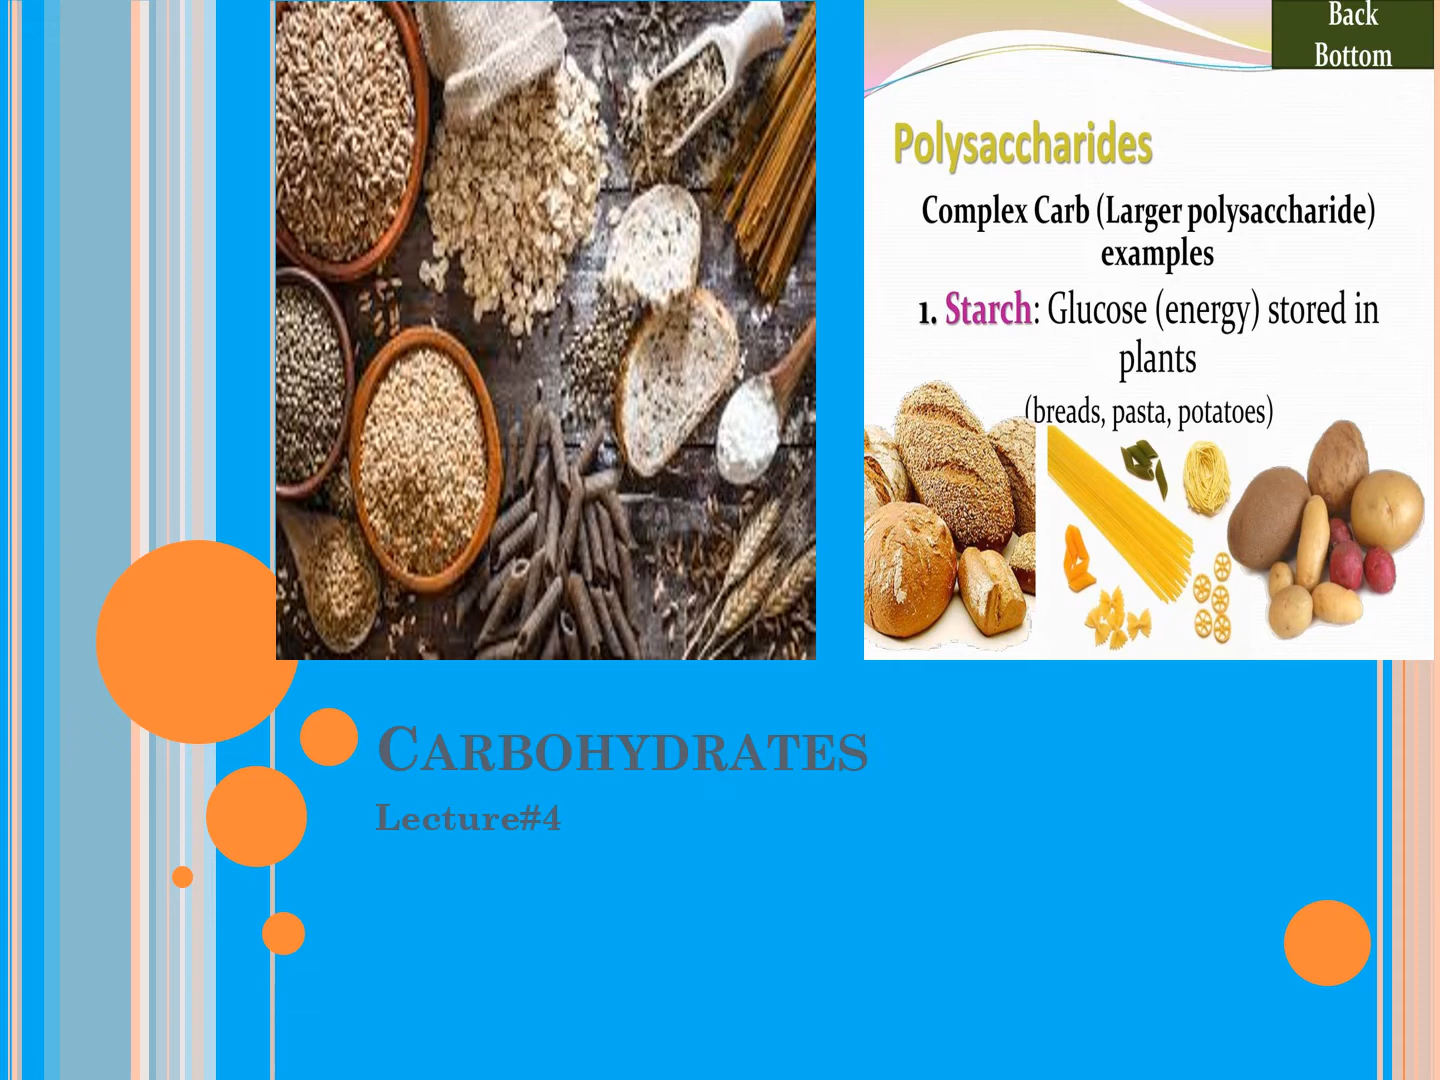 Back
Bottom
Polysaccharides
Complex Carb (Larger polysaccharide)
examples
1. Starch: Glucose (energy) stored in
plants
(breads, pasta, potatoes)
CARBOHYDRATES
Lecture#4